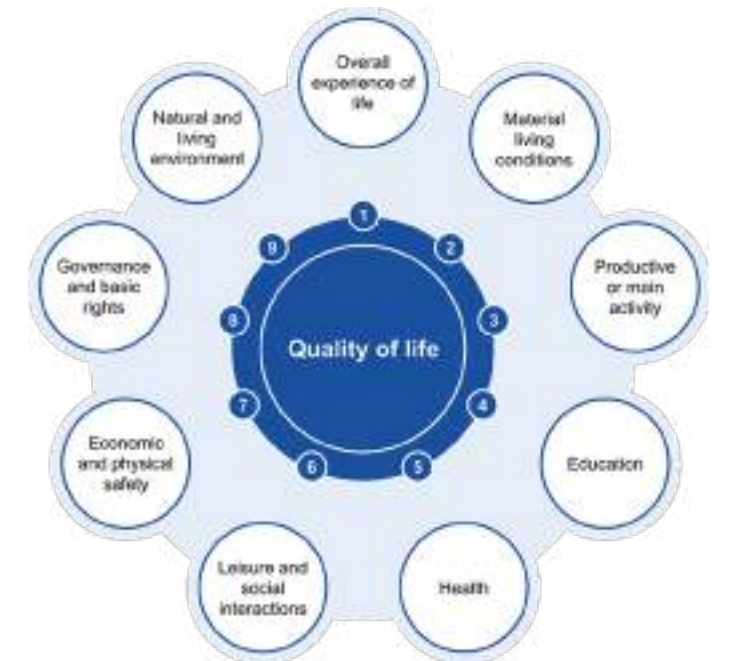 Quality of life
1
Overall
experience of
life
2
Material
living
conditions
3
Productive
or main
activity
4
Education
5
Health
6
Leisure and
social
interactions
7
Economic
and physical
safety
8
Governance
and basic
rights
9
Natural and
living
environment